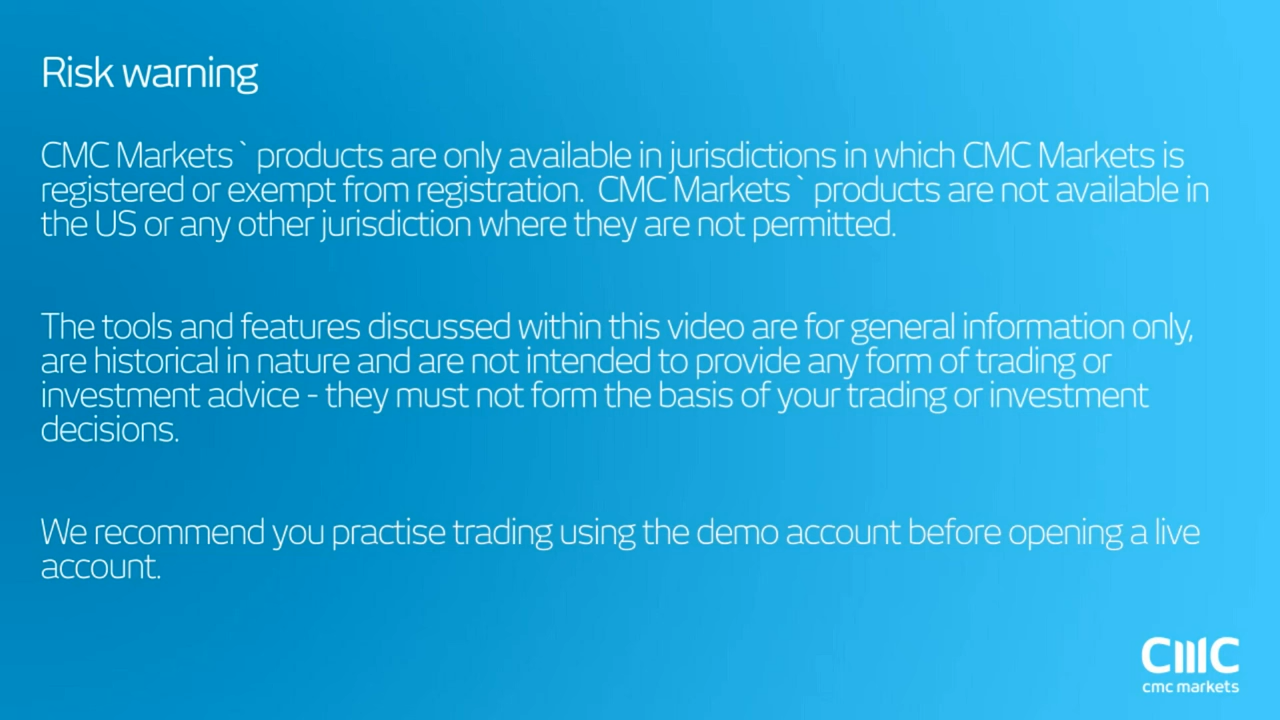 Risk warning
CMC Markets` products are only available in jurisdictions in which CMC Markets is
registered or exempt from registration.  CMC Markets` products are not available in
the US or any other jurisdiction where they are not permitted.
The tools and features discussed within this video are for general information only,
are historical in nature and are not intended to provide any form of trading or
investment advice - they must not form the basis of your trading or investment
decisions.
We recommend you practise trading using the demo account before opening a live
account.
CMC
cmc markets